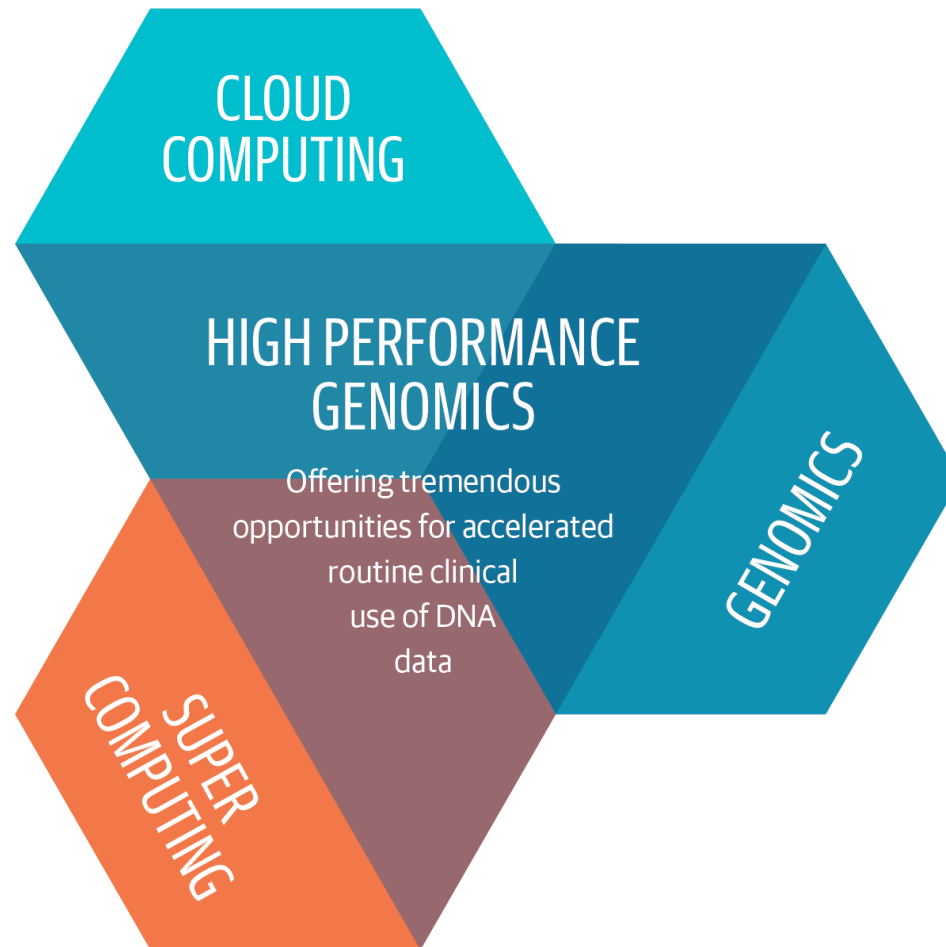 CLOUD
COMPUTING
HIGH PERFORMANCE
GENOMICS
Offering tremendous
opportunities for accelerated
routine clinical
use of DNA
data
GENOMICS
SUPER
COMPUTING